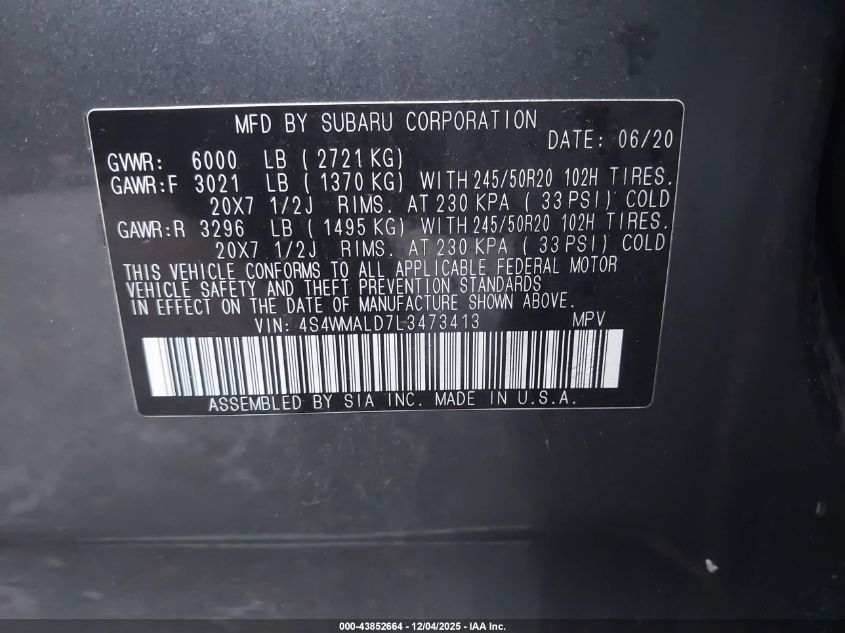 MFD BY SUBARU CORPORATION
DATE: 06/20
GVWR: 6000 LB (2721KG)
GAWR:F 3021 LB (1370 KG) WITH 245/50R20 102H TIRES.
20X7 1/2J RIMS. AT 230 KPA ( 33 PSI) COLD
GAWR:R 3296 LB (1495 KG) WITH 245/50R20 102H TIRES.
20X7 1/2J RIMS. AT 230 KPA ( 33 PSI) COLD
THIS VEHICLE CONFORMS TO ALL APPLICABLE FEDERAL MOTOR
VEHICLE SAFETY AND THEFT PREVENTION STANDARDS
IN EFFECT ON THE DATE OF MANUFACTURE SHOWN ABOVE.
VIN: 4S4WMALD7L3473413 MPV
ASSEMBLED BY SIA INC. MADE IN U.S.A.
000-43852664 - 12/04/2025 - IAA Inc.